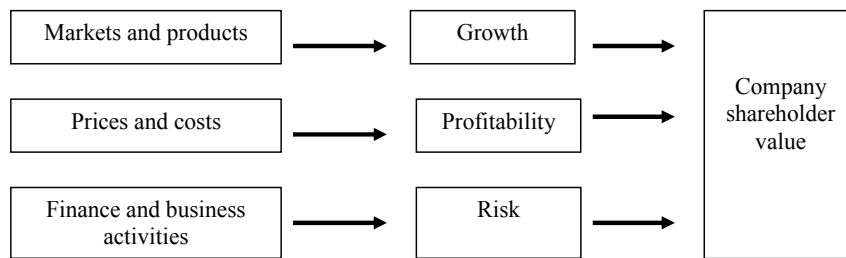 Markets and products
Growth
Prices and costs
Profitability
Finance and business
activities
Risk
Company
shareholder
value